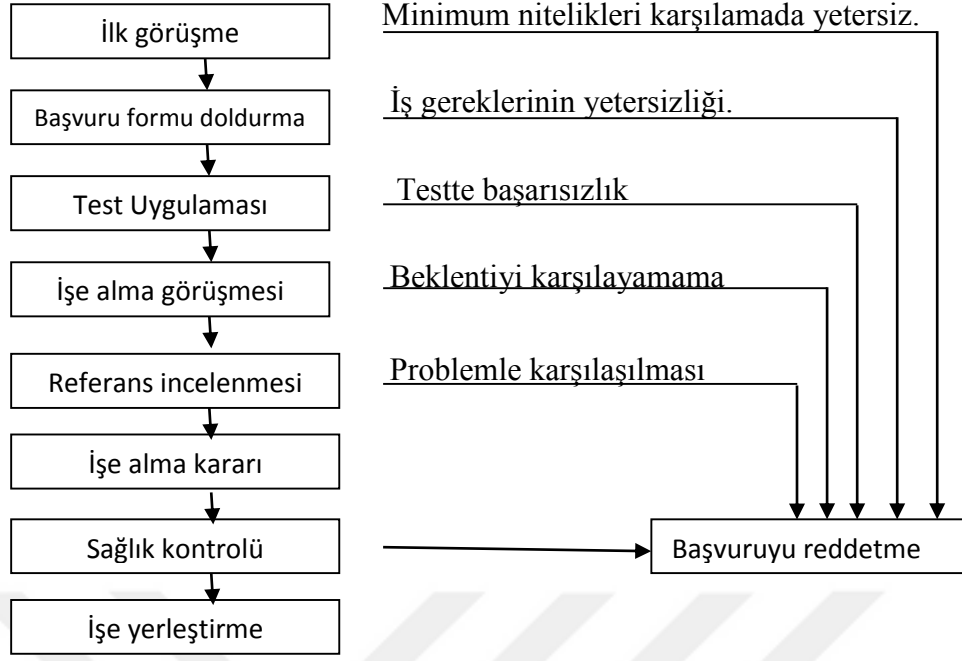 İlk görüşme
Minimum nitelikleri karşılamada yetersiz.
Başvuru formu doldurma
İş gereklerinin yetersizliği.
Test Uygulaması
Testte başarısızlık
İşe alma görüşmesi
Beklentiyi karşılayamama
Referans incelenmesi
Problemle karşılaşılması
İşe alma kararı
Sağlık kontrolü
Başvuruyu reddetme
İşe yerleştirme